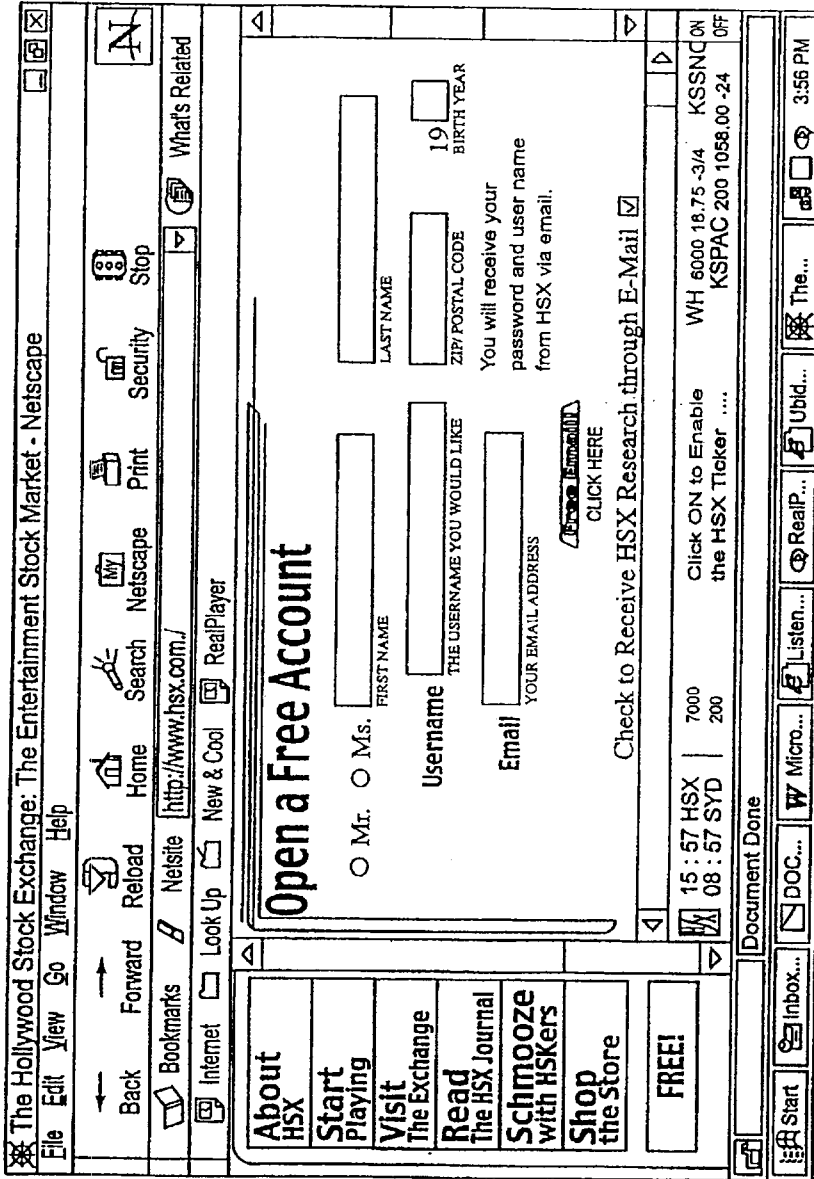 The Hollywood Stock Exchange: The Entertainment Stock Market - Netscape
File Edit View Go Window Help
Back Forward Reload Home Search Netscape Print Security Stop
My
N
Bookmarks Netsite http://www.hsx.com./ What's Related
Internet Look Up New & Cool RealPlayer
About
HSX
Start
Playing
Visit
The Exchange
Read
The HSX Journal
Schmooze
with HSKers
Shop
the Store
FREE!
Open a Free Account
Mr. Ms.
FIRST NAME
LAST NAME
Username
THE USERNAME YOU WOULD LIKE
ZIP/ POSTAL CODE
19
BIRTH YEAR
Email
YOUR EMAIL ADDRESS
You will receive your
password and user name
from HSX via email.
Free Email
CLICK HERE
Check to Receive HSX Research through E-Mail
15 : 57 HSX 7000 Click ON to Enable WH 6000 18.75 -3/4 KSSNC ON
08 : 57 SYD 200 the HSX Ticker .... KSPAC 200 1058.00 -24 OFF
Document Done
Start Inbox... DOC... W Micro... Listen... RealP... Ubid... The... 3:56 PM